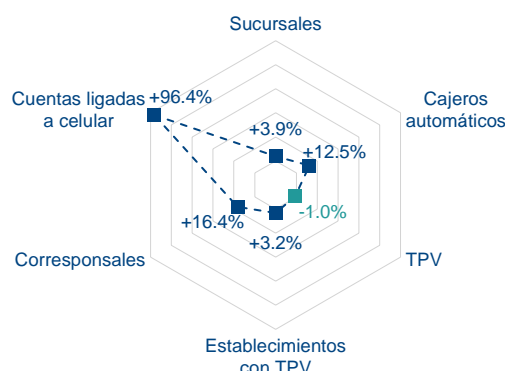 Sucursales
+96.4%
Cuentas ligadas
a celular
Cajeros
automáticos
+3.9%
+12.5%
+16.4%
-1.0%
+3.2%
Corresponsales
TPV
Establecimientos
con TPV